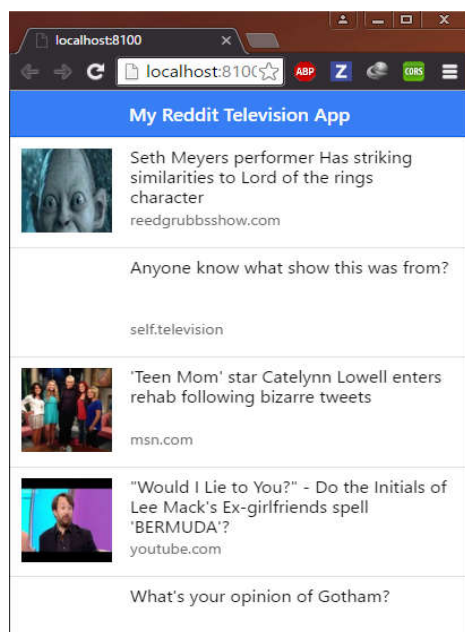 localhost:8100
localhost:810
ABP
Z
CORS
My Reddit Television App
Seth Meyers performer Has striking
similarities to Lord of the rings
character
reedgrubbsshow.com
Anyone know what show this was from?
self.television
'Teen Mom' star Catelynn Lowell enters
rehab following bizarre tweets
msn.com
"Would I Lie to You?" - Do the Initials of
Lee Mack's Ex-girlfriends spell
'BERMUDA'?
youtube.com
What's your opinion of Gotham?